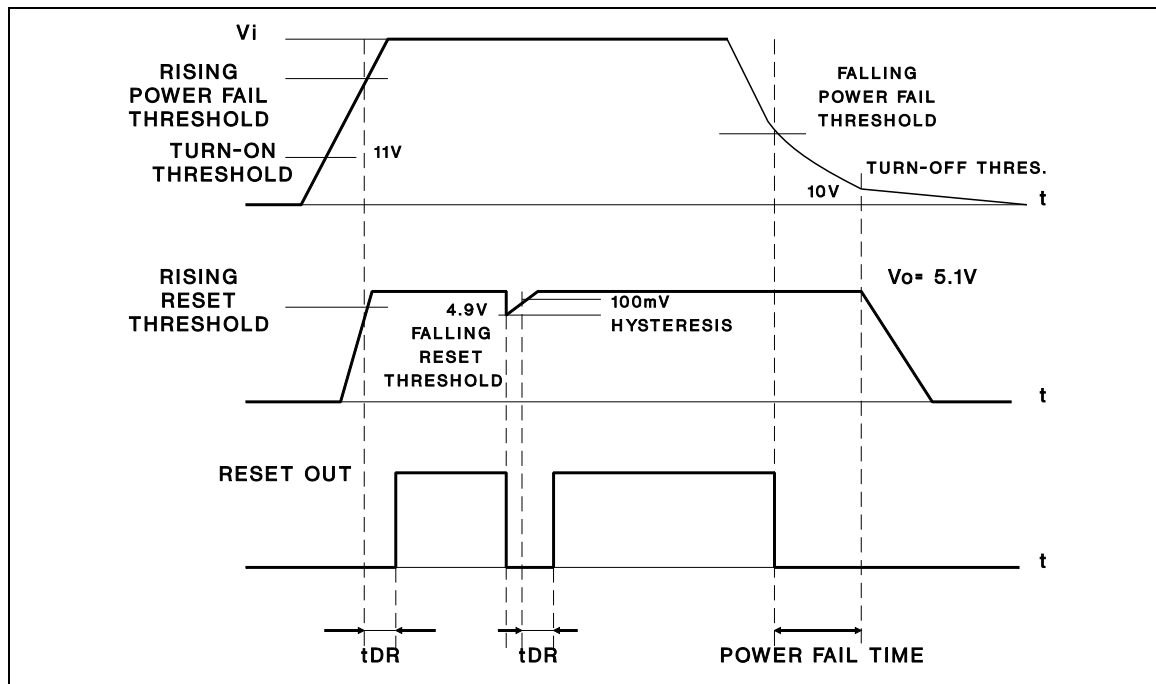 Vi
RISING
POWER FAIL
THRESHOLD
TURN-ON
THRESHOLD
11V
FALLING
POWER FAIL
THRESHOLD
TURN-OFF THRES.
10V
t
RISING
RESET
THRESHOLD
4.9V
FALLING
RESET
THRESHOLD
100mV
HYSTERESIS
Vo= 5.1V
t
RESET OUT
t
tDR
tDR
POWER FAIL TIME